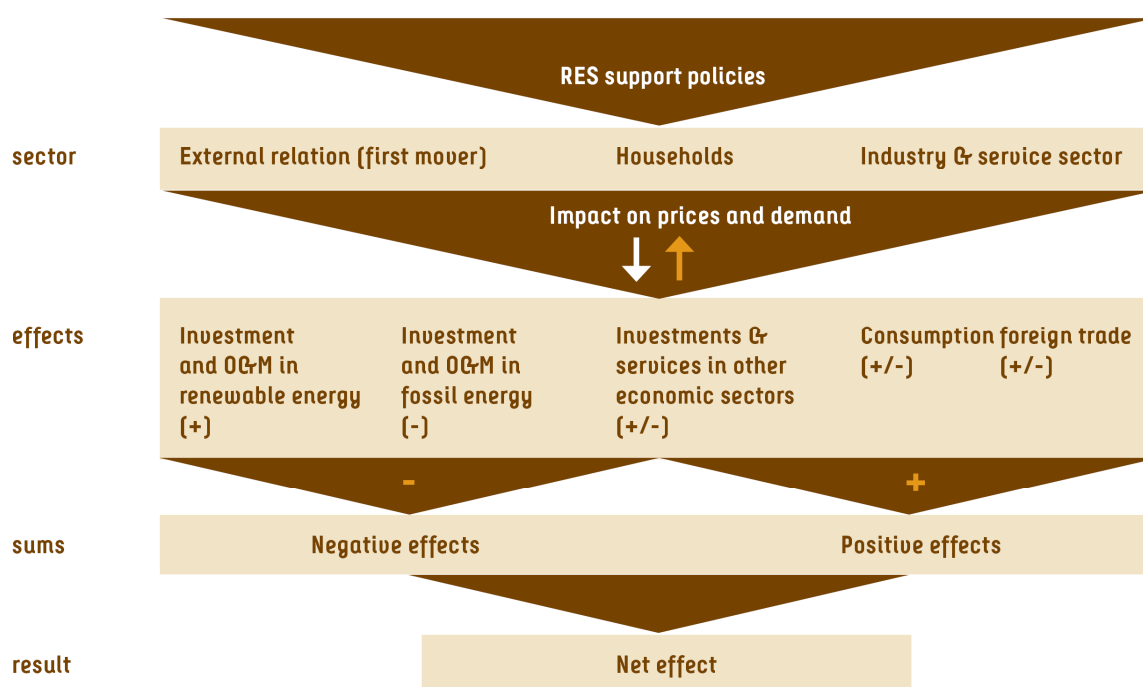 RES support policies
sector
External relation (first mover)
Households
Industry & service sector
Impact on prices and demand
effects
Investment
and O&M in
renewable energy
(+)
Investment
and O&M in
fossil energy
(-)
Investments &
services in other
economic sectors
(+/-)
Consumption
(+/-)
foreign trade
(+/-)
-
+
sums
Negative effects
Positive effects
result
Net effect